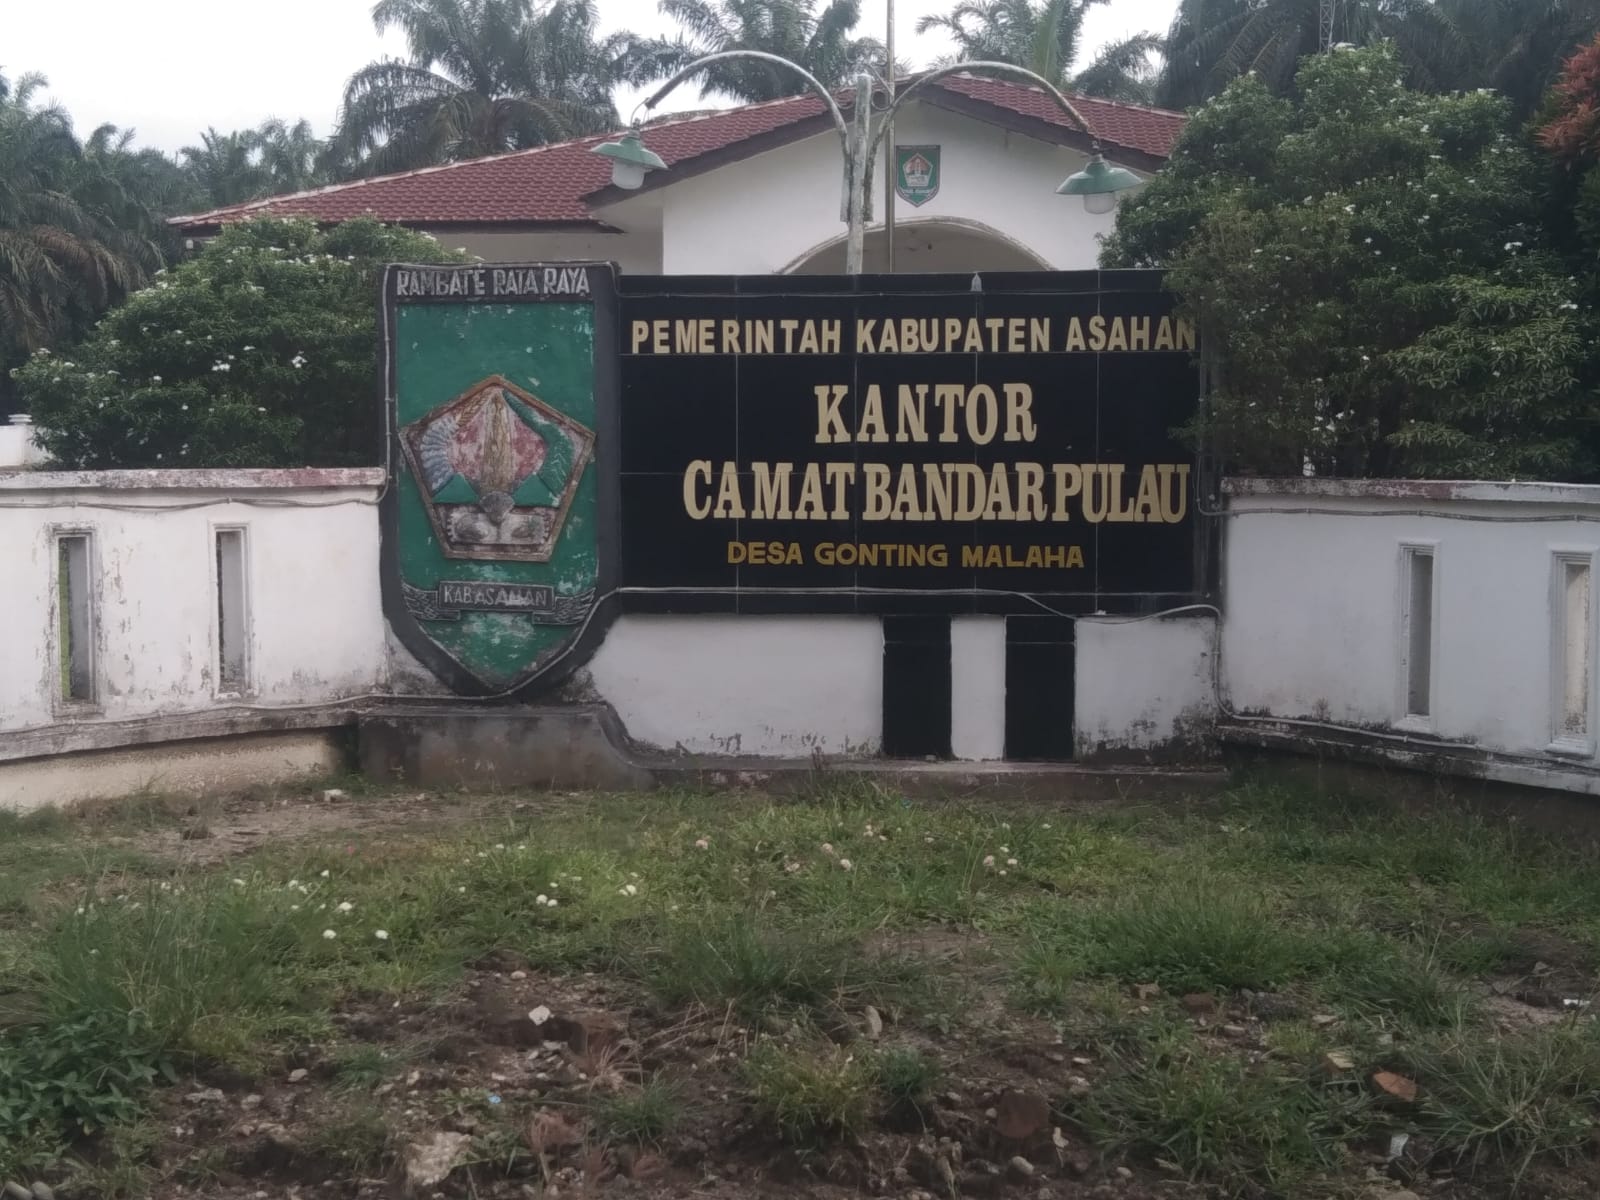 RAMBATE RATA RAYA
KAB ASAHAN
PEMERINTAH KABUPATEN ASAHAN
KANTOR
CAMAT BANDAR PULAU
DESA GONTING MALAHA